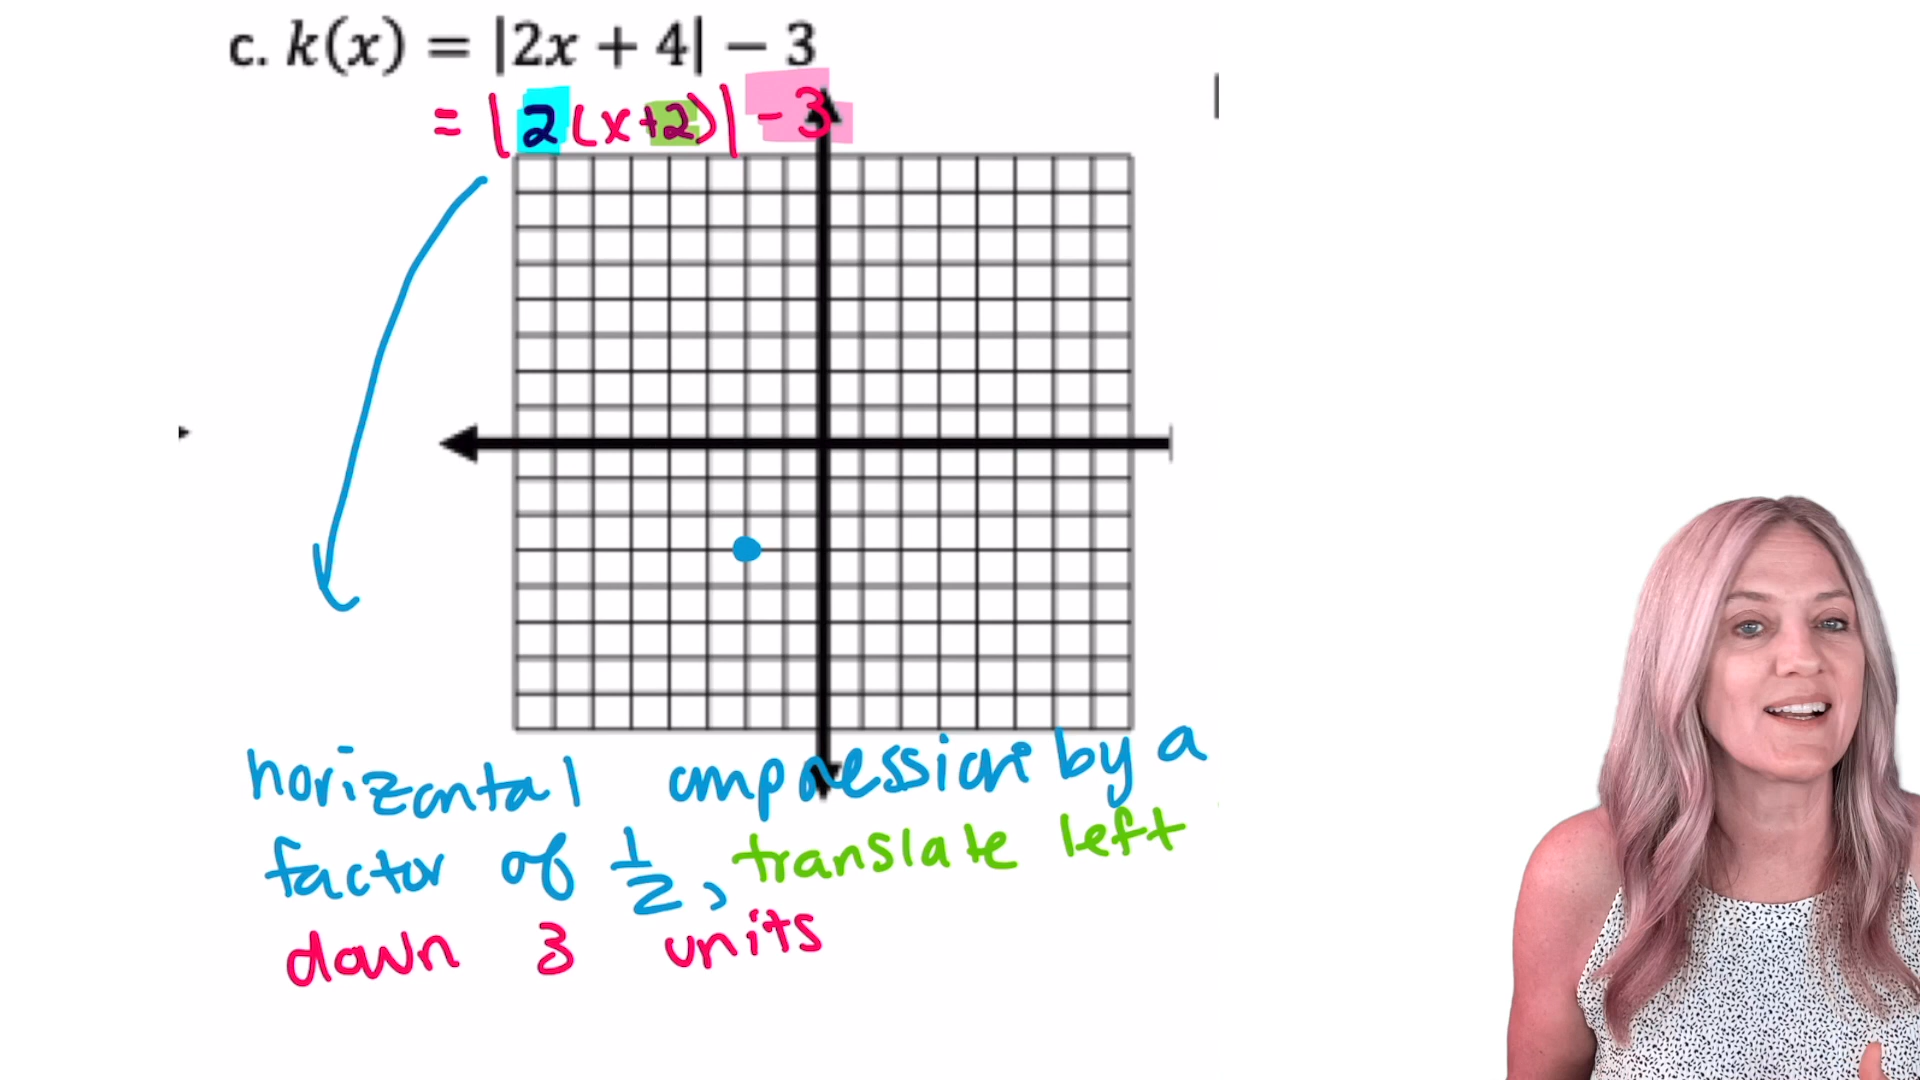 c. k(x) = |2x + 4| − 3
= |2(x+2)| -3
horizontal compression by a
factor of 1/2, translate left
down 3 units